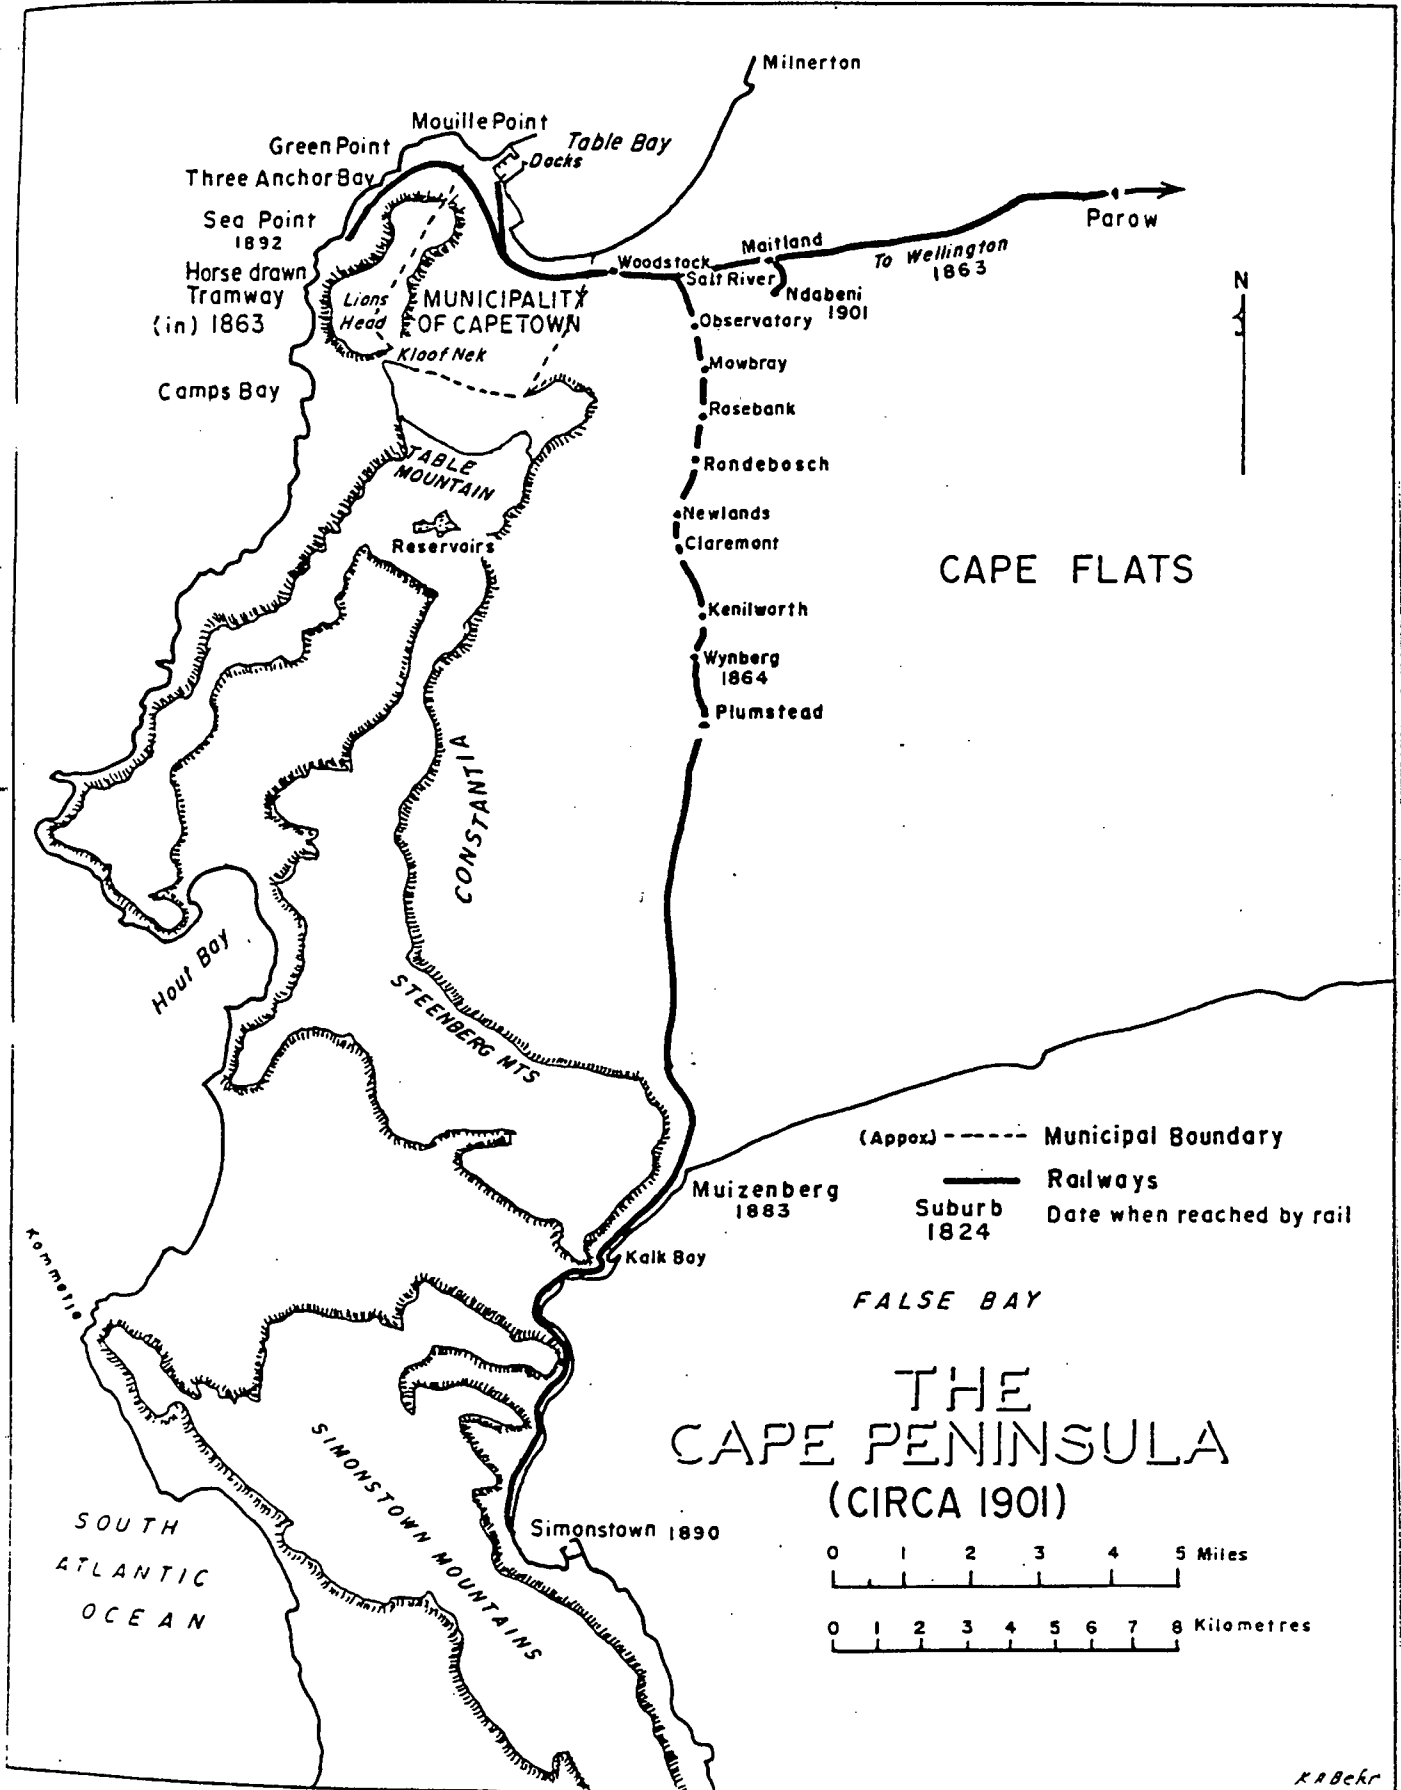 Milnerton
Mouille Point
Table Bay
Green Point
Docks
Three Anchor Bay
Sea Point
1892
Parow
Maitland
To Wellington
1863
Woodstock
Salt River
Horse drawn
Tramway
(in) 1863
Lions
Head
MUNICIPALITY
OF CAPETOWN
Ndabeni
1901
N
Observatory
Kloof Nek
Mowbray
Camps Bay
Rosebank
TABLE
MOUNTAIN
Rondebosch
Newlands
Reservoirs
Claremont
CAPE FLATS
Kenilworth
Wynberg
1864
Plumstead
CONSTANTIA
Hout Bay
STEENBERG MTS
(Appox.) Municipal Boundary
Railways
Suburb
1824
Date when reached by rail
Muizenberg
1883
Kalk Bay
Kommetie
FALSE BAY
THE
CAPE PENINSULA
(CIRCA 1901)
SIMONSTOWN MOUNTAINS
Simonstown 1890
SOUTH
ATLANTIC
OCEAN
0 1 2 3 4 5 Miles
0 1 2 3 4 5 6 7 8 Kilometres
K A Behr